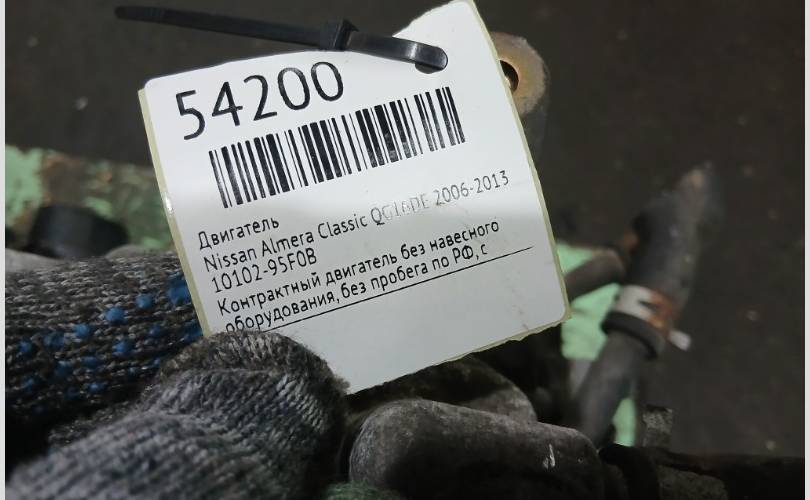 54200
Двигатель
Nissan Almera Classic QG16DE 2006-2013
10102-95F0B
Контрактный двигатель без навесного
оборудования, без пробега по РФ, с